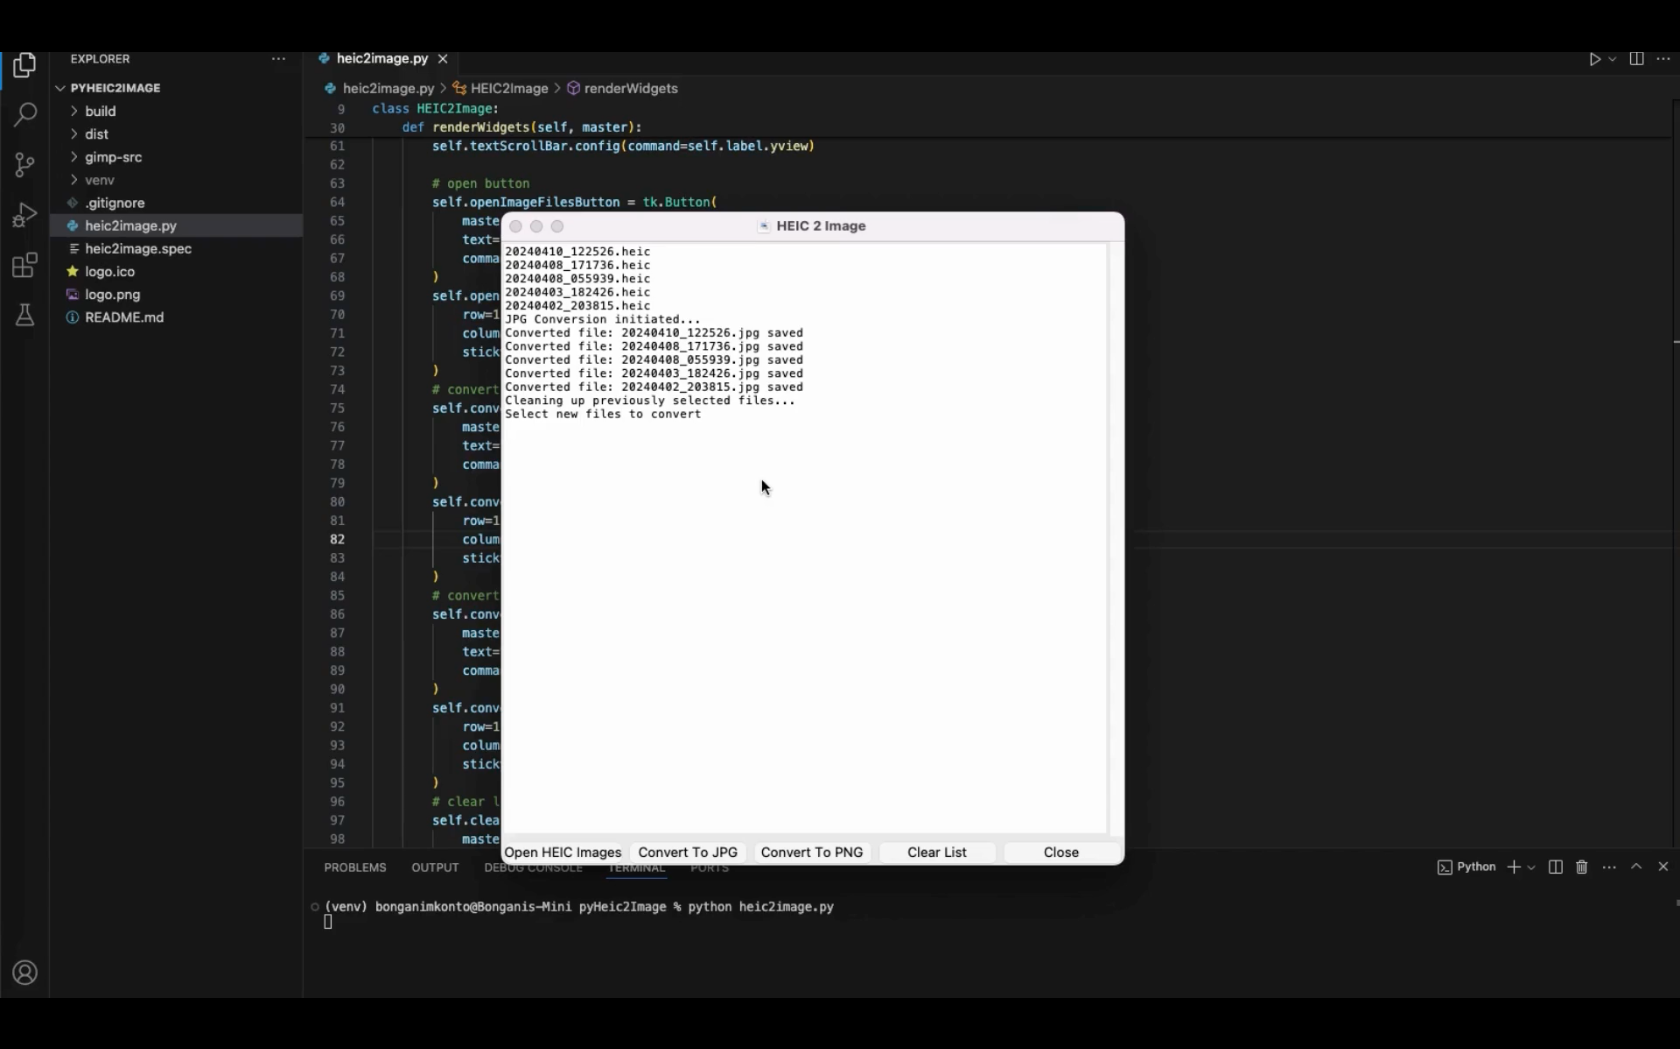 EXPLORER
PYHEIC2IMAGE
build
dist
gimp-src
venv
.gitignore
heic2image.py
heic2image.spec
logo.ico
logo.png
README.md
heic2image.py
heic2image.py > HEIC2Image > renderWidgets
9 class HEIC2Image:
30 def renderWidgets(self, master):
61 self.textScrollBar.config(command=self.label.yview)
62
63 # open button
64 self.openImageFilesButton = tk.Button(
65 maste
66 text=
67 comma
68 )
69 self.open
70 row=1
71 colum
72 stick
73 )
74 # convert
75 self.conv
76 maste
77 text=
78 comma
79 )
80 self.conv
81 row=1
82 colum
83 stick
84 )
85 # convert
86 self.conv
87 maste
88 text=
89 comma
90 )
91 self.conv
92 row=1
93 colum
94 stick
95 )
96 # clear l
97 self.clea
98 maste
HEIC 2 Image
20240410_122526.heic
20240408_171736.heic
20240408_055939.heic
20240403_182426.heic
20240402_203815.heic
JPG Conversion initiated...
Converted file: 20240410_122526.jpg saved
Converted file: 20240408_171736.jpg saved
Converted file: 20240408_055939.jpg saved
Converted file: 20240403_182426.jpg saved
Converted file: 20240402_203815.jpg saved
Cleaning up previously selected files...
Select new files to convert
Open HEIC Images Convert To JPG Convert To PNG Clear List Close
PROBLEMS OUTPUT DEBUG CONSOLE TERMINAL PORTS
Python
(venv) bonganimkonto@Bonganis-Mini pyHeic2Image % python heic2image.py